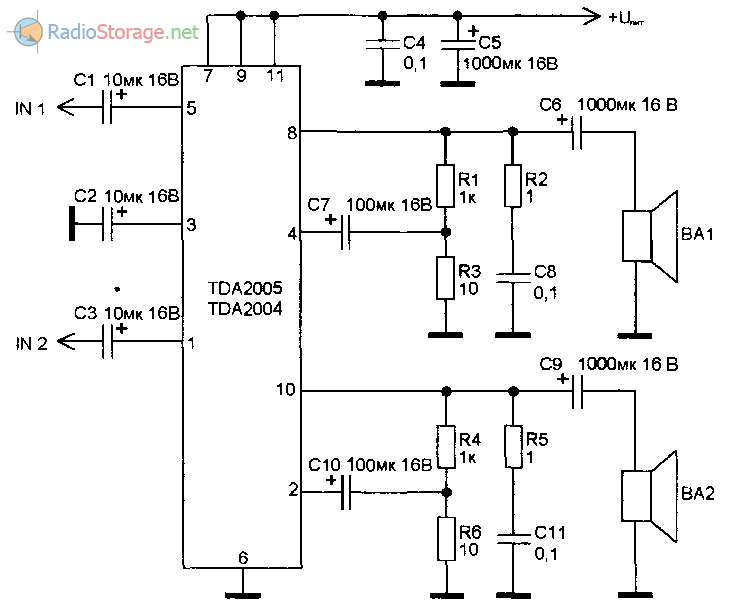 RadioStorage.net
+Uпит
C4
0,1
C5
1000мк 16В
7 9 11
C1 10мк 16В
IN 1
5
C2 10мк 16В
3
C3 10мк 16В
IN 2
1
TDA2005
TDA2004
8
C6 1000мк 16 В
R1
1к
R2
1
C7 100мк 16В
4
R3
10
C8
0,1
BA1
10
C9 1000мк 16 В
R4
1к
R5
1
C10 100мк 16В
2
R6
10
C11
0,1
BA2
6